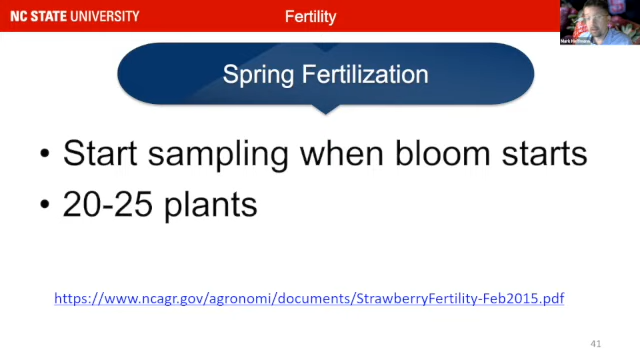 NC STATE UNIVERSITY
Fertility
Spring Fertilization
• Start sampling when bloom starts
• 20-25 plants
https://www.ncagr.gov/agronomi/documents/StrawberryFertility-Feb2015.pdf
41